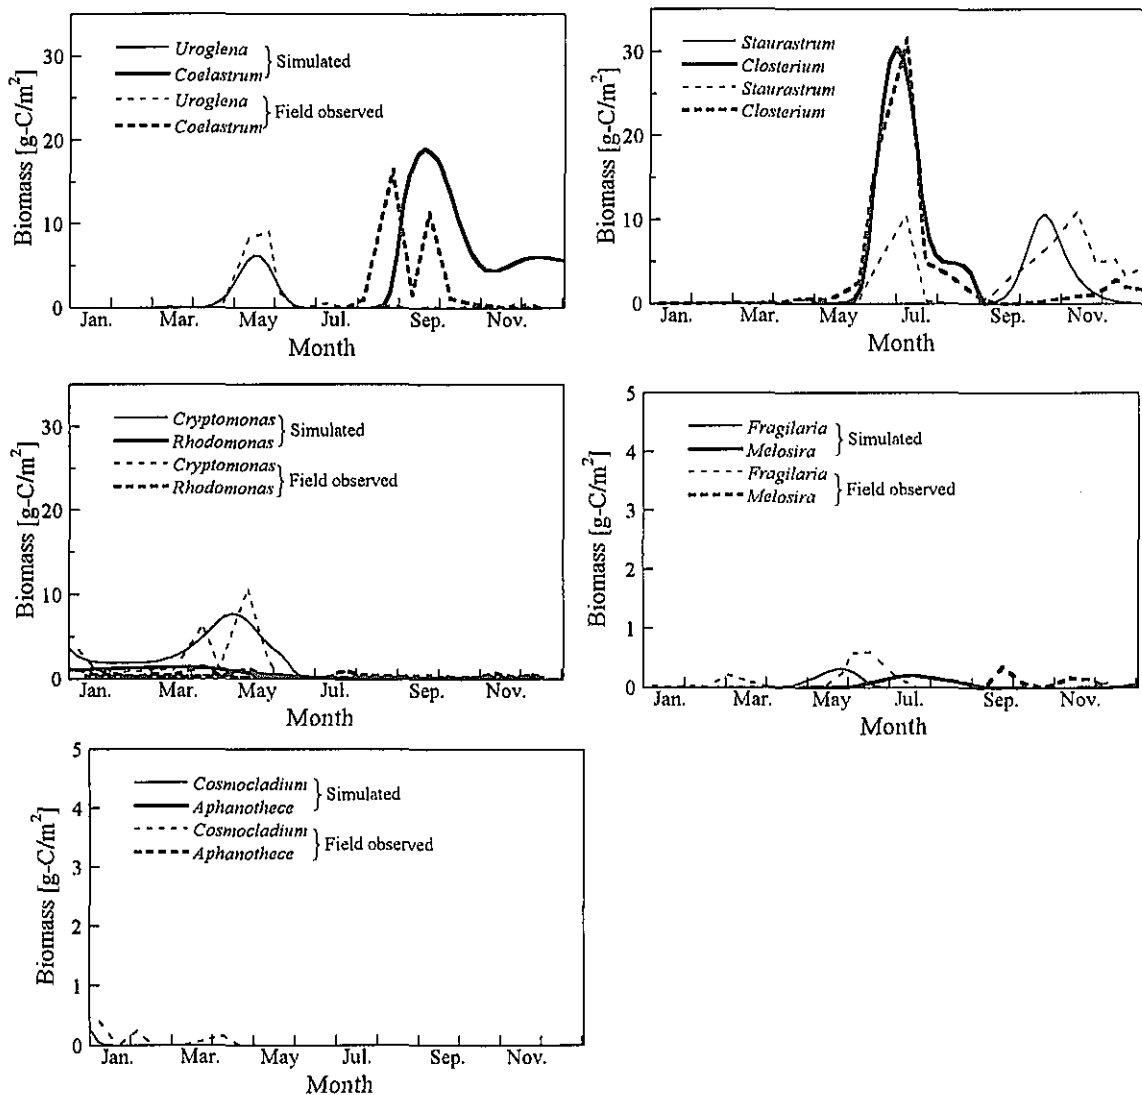 30
20
10
0
Biomass [g-C/m²]
Uroglena
Coelastrum
Simulated
Uroglena
Coelastrum
Field observed
Jan. Mar. May Jul. Sep. Nov.
Month
30
20
10
0
Biomass [g-C/m²]
Staurastrum
Closterium
Staurastrum
Closterium
Jan. Mar. May Jul. Sep. Nov.
Month
30
20
10
0
Biomass [g-C/m²]
Cryptomonas
Rhodomonas
Simulated
Cryptomonas
Rhodomonas
Field observed
Jan. Mar. May Jul. Sep. Nov.
Month
5
4
3
2
1
0
Biomass [g-C/m²]
Fragilaria
Melosira
Simulated
Fragilaria
Melosira
Field observed
Jan. Mar. May Jul. Sep. Nov.
Month
5
4
3
2
1
0
Biomass [g-C/m²]
Cosmocladium
Aphanothece
Simulated
Cosmocladium
Aphanothece
Field observed
Jan. Mar. May Jul. Sep. Nov.
Month